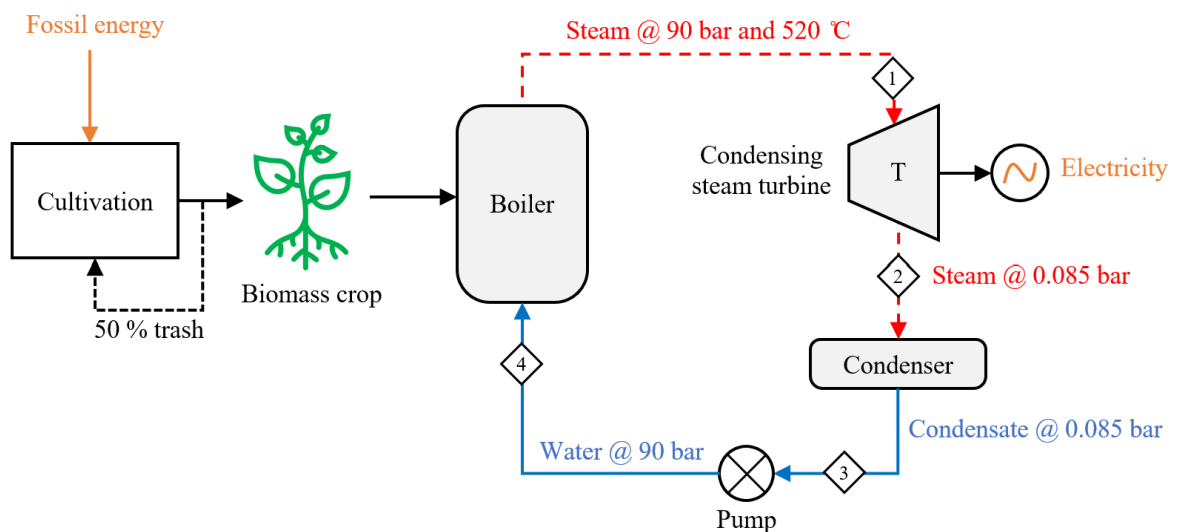 Fossil energy
Steam @ 90 bar and 520 ℃
1
Cultivation
Boiler
Condensing
steam turbine
T
Electricity
2
Steam @ 0.085 bar
Biomass crop
50 % trash
4
Condenser
Condensate @ 0.085 bar
Water @ 90 bar
3
Pump